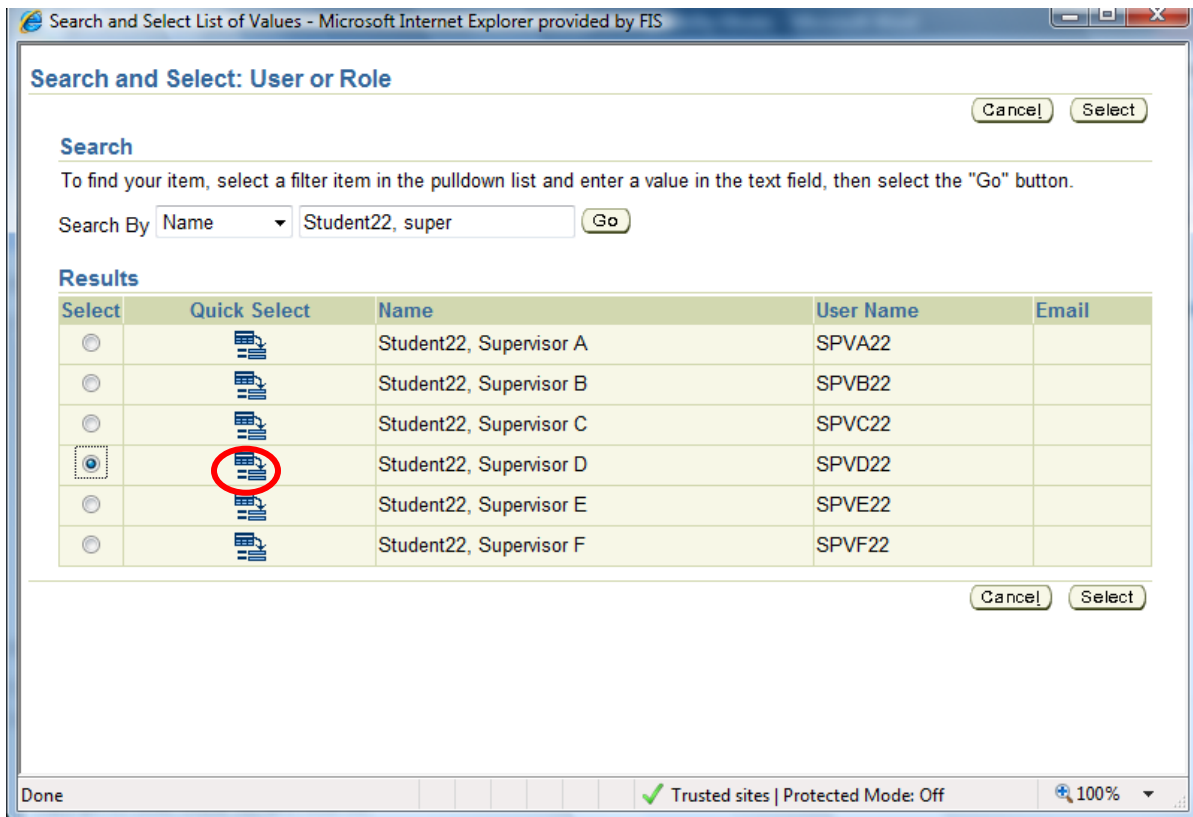 Search and Select List of Values - Microsoft Internet Explorer provided by FIS
Search and Select: User or Role
Cancel Select
Search
To find your item, select a filter item in the pulldown list and enter a value in the text field, then select the "Go" button.
Search By Name Student22, super Go
Results
Select Quick Select Name User Name Email
Student22, Supervisor A SPVA22
Student22, Supervisor B SPVB22
Student22, Supervisor C SPVC22
Student22, Supervisor D SPVD22
Student22, Supervisor E SPVE22
Student22, Supervisor F SPVF22
Cancel Select
Done Trusted sites | Protected Mode: Off 100%